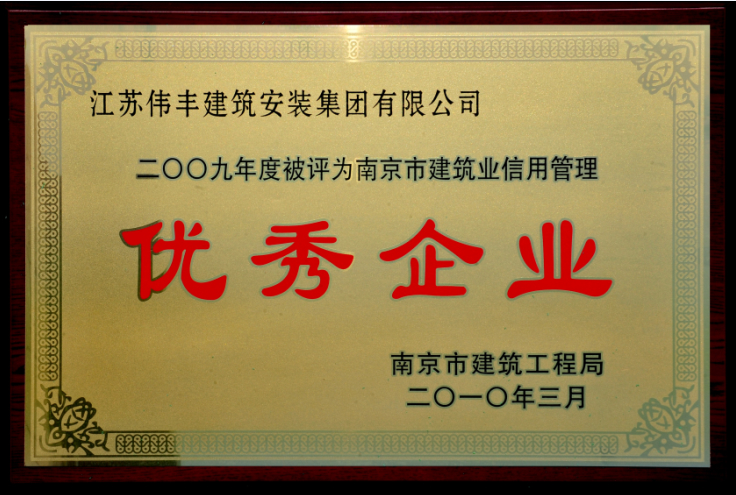 江苏伟丰建筑安装集团有限公司
二〇〇九年度被评为南京市建筑业信用管理
优秀企业
南京市建筑工程局
二〇一〇年三月